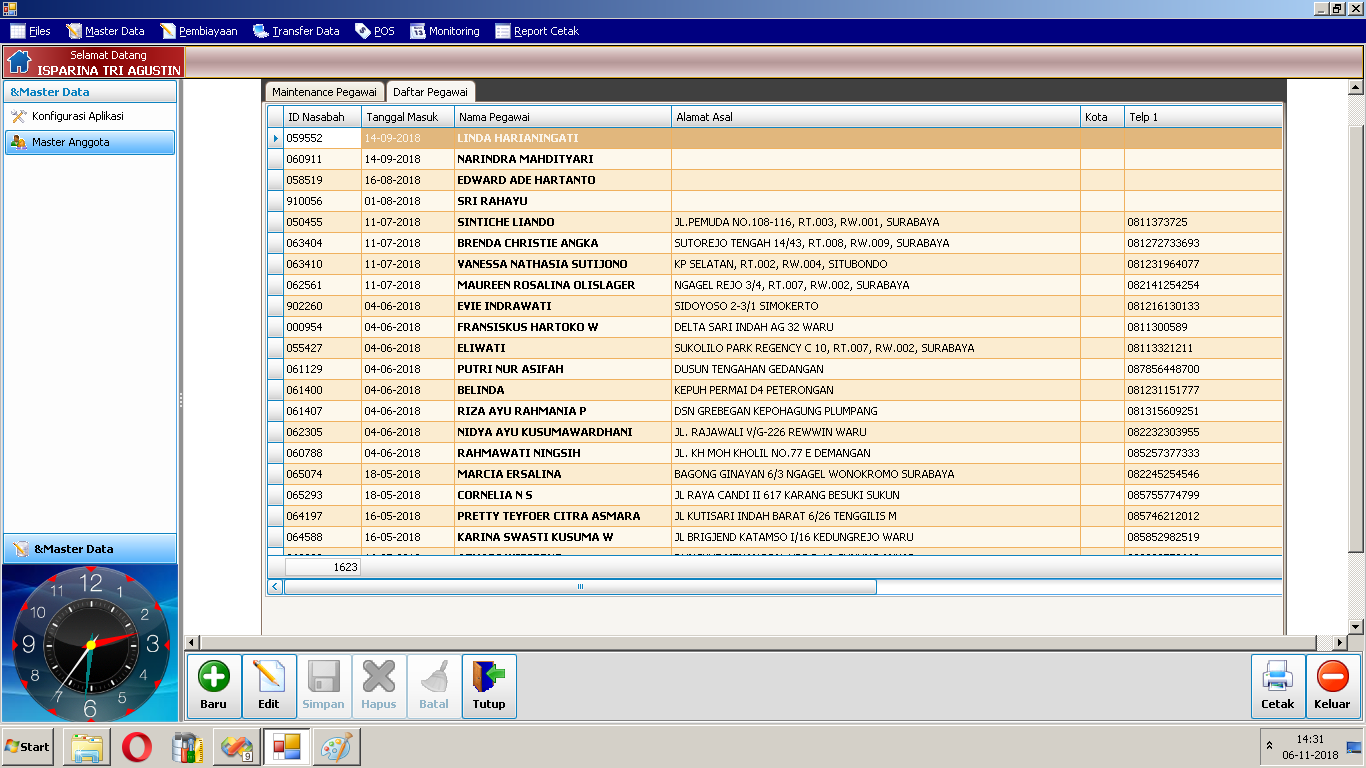 Files Master Data Pembiayaan Transfer Data POS Monitoring Report Cetak
Selamat Datang
ISPARINA TRI AGUSTIN
&Master Data
Konfigurasi Aplikasi
Master Anggota
Maintenance Pegawai Daftar Pegawai
ID Nasabah Tanggal Masuk Nama Pegawai Alamat Asal Kota Telp 1
059552 14-09-2018 LINDA HARIANINGATI
060911 14-09-2018 NARINDRA MAHDITYARI
058519 16-08-2018 EDWARD ADE HARTANTO
910056 01-08-2018 SRI RAHAYU
050455 11-07-2018 SINTICHE LIANDO JL.PEMUDA NO.108-116, RT.003, RW.001, SURABAYA 0811373725
063404 11-07-2018 BRENDA CHRISTIE ANGKA SUTOREJO TENGAH 14/43, RT.008, RW.009, SURABAYA 081272733693
063410 11-07-2018 VANESSA NATHASIA SUTIJONO KP SELATAN, RT.002, RW.004, SITUBONDO 081231964077
062561 11-07-2018 MAUREEN ROSALINA OLISLAGER NGAGEL REJO 3/4, RT.007, RW.002, SURABAYA 082141254254
902260 04-06-2018 EVIE INDRAWATI SIDOYOSO 2-3/1 SIMOKERTO 081216130133
000954 04-06-2018 FRANSISKUS HARTOKO W DELTA SARI INDAH AG 32 WARU 0811300589
055427 04-06-2018 ELIWATI SUKOLILO PARK REGENCY C 10, RT.007, RW.002, SURABAYA 08113321211
061129 04-06-2018 PUTRI NUR ASIFAH DUSUN TENGAHAN GEDANGAN 087856448700
061400 04-06-2018 BELINDA KEPUH PERMAI D4 PETERONGAN 081231151777
061407 04-06-2018 RIZA AYU RAHMANIA P DSN GREBEGAN KEPOHAGUNG PLUMPANG 081315609251
062305 04-06-2018 NIDYA AYU KUSUMAWARDHANI JL. RAJAWALI V/G-226 REWWIN WARU 082232303955
060788 04-06-2018 RAHMAWATI NINGSIH JL. KH MOH KHOLIL NO.77 E DEMANGAN 085257377333
065074 18-05-2018 MARCIA ERSALINA BAGONG GINAYAN 6/3 NGAGEL WONOKROMO SURABAYA 082245254546
065293 18-05-2018 CORNELIA N S JL RAYA CANDI II 617 KARANG BESUKI SUKUN 085755774799
064197 16-05-2018 PRETTY TEYFOER CITRA ASMARA JL KUTISARI INDAH BARAT 6/26 TENGGILIS M 085746212012
064588 16-05-2018 KARINA SWASTI KUSUMA W JL BRIGJEND KATAMSO I/16 KEDUNGREJO WARU 085852982519
1623
&Master Data
12
11 1
10 2
9 3
8 4
7 5
6
Baru Edit Simpan Hapus Batal Tutup Cetak Keluar
Start 9 14:31
06-11-2018